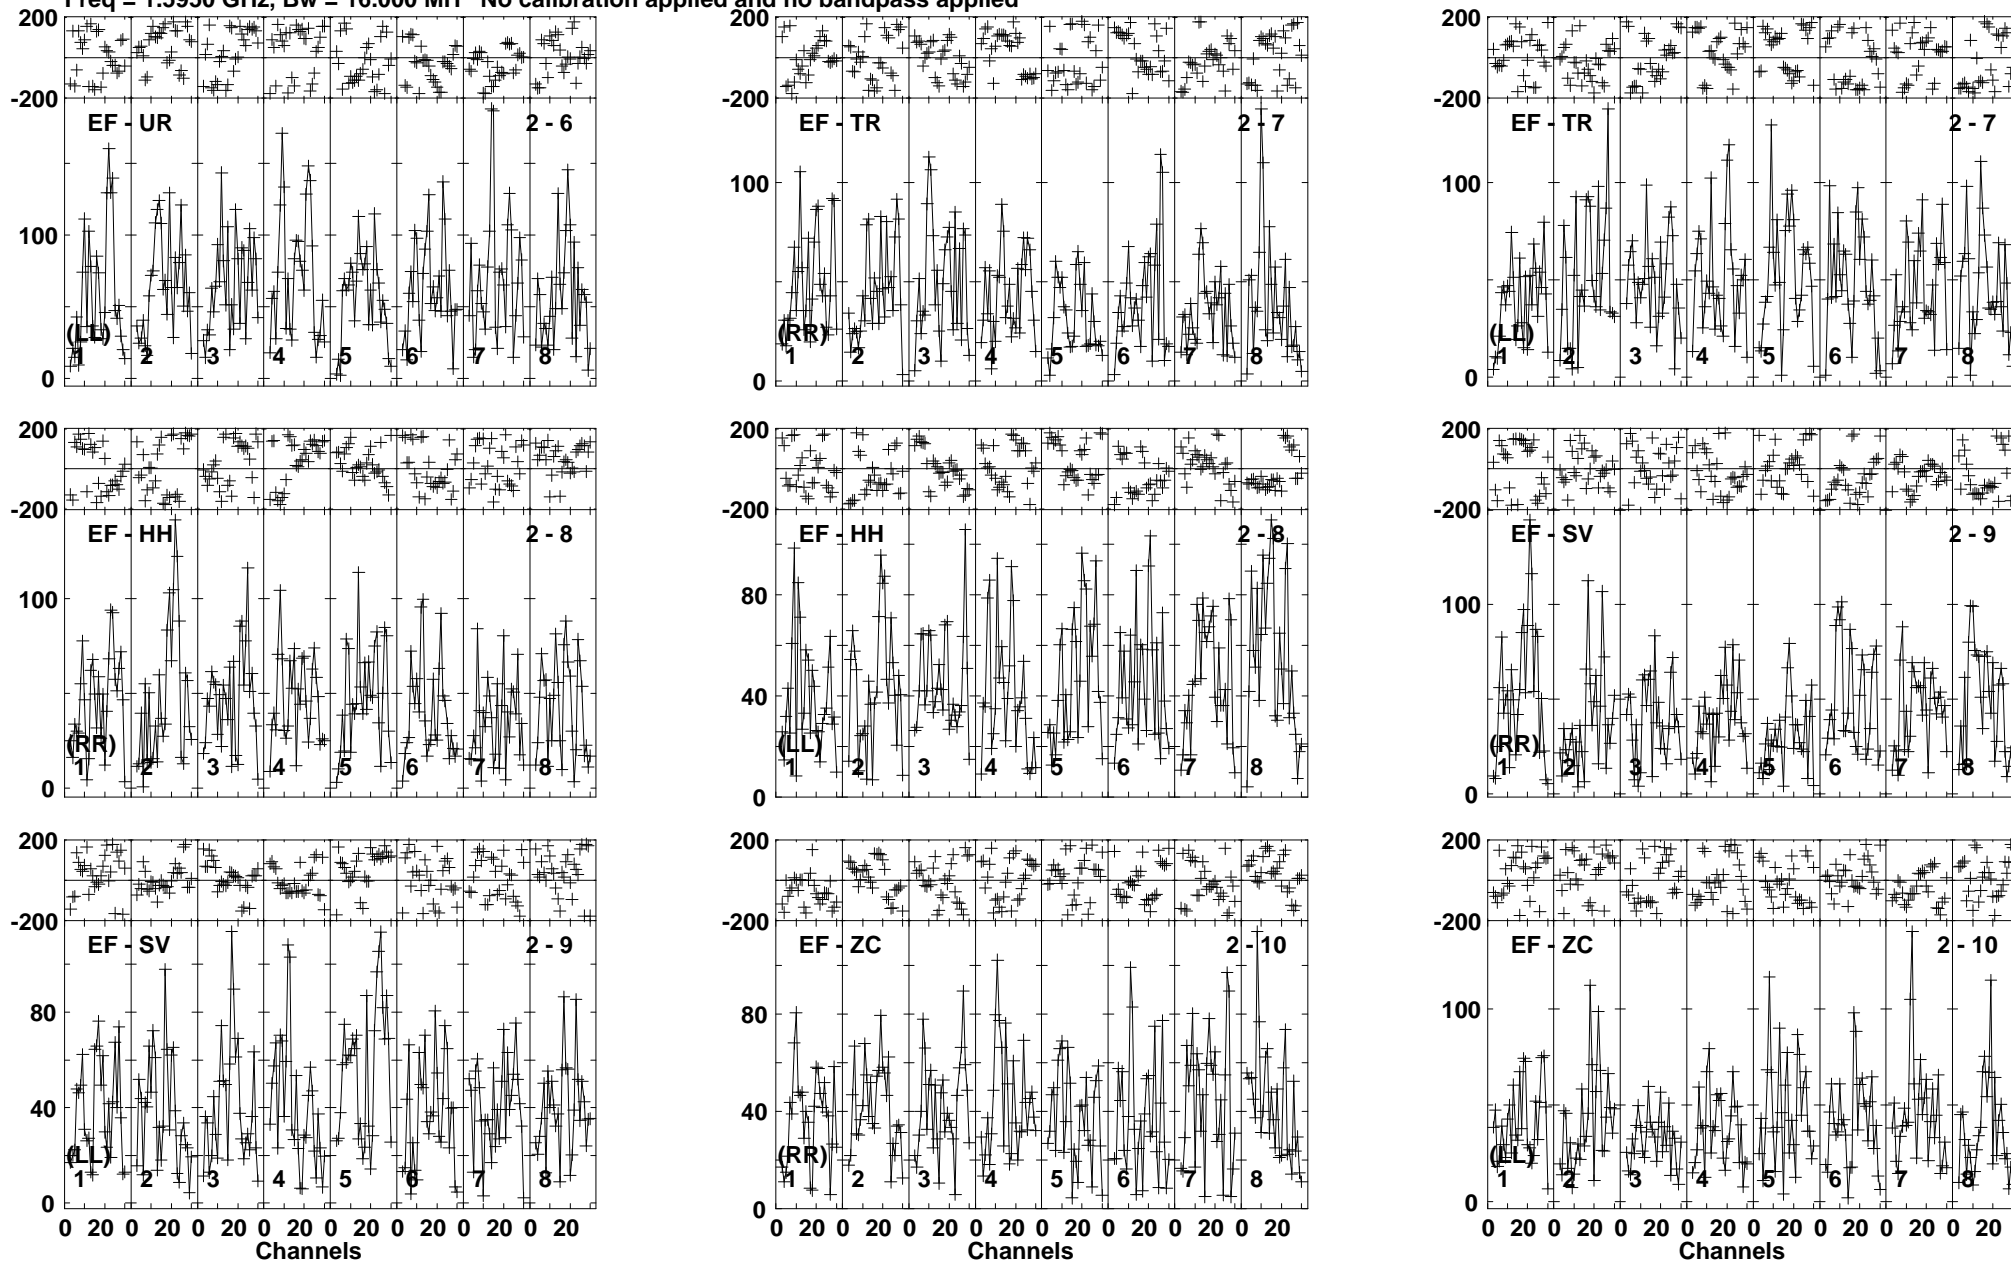 Freq = 1.5950 GHz, Bw = 16.000 MH No calibration applied and no bandpass applied
200 200 200
-200 -200 -200
EF - UR 2 - 6 EF - TR 2 - 7 EF - TR 2 - 7
100 100 100
(LL) (RR) (LL)
1 2 3 4 5 6 7 8 1 2 3 4 5 6 7 8 1 2 3 4 5 6 7 8
0 0 0
200 200 200
-200 -200 -200
EF - HH 2 - 8 EF - HH 2 - 8 EF - SV 2 - 9
100 80 100
40
(RR) (LL) (RR)
1 2 3 4 5 6 7 8 1 2 3 4 5 6 7 8 1 2 3 4 5 6 7 8
0 0 0
200 200 200
-200 -200 -200
EF - SV 2 - 9 EF - ZC 2 - 10 EF - ZC 2 - 10
80 80 100
40 40
(LL) (RR) (LL)
1 2 3 4 5 6 7 8 1 2 3 4 5 6 7 8 1 2 3 4 5 6 7 8
0 0 0
0 20 0 20 0 20 0 20 0 20 0 20 0 20 0 20 0 20 0 20 0 20 0 20 0 20 0 20 0 20 0 20 0 20 0 20 0 20 0 20 0 20 0 20 0 20 0 20
Channels Channels